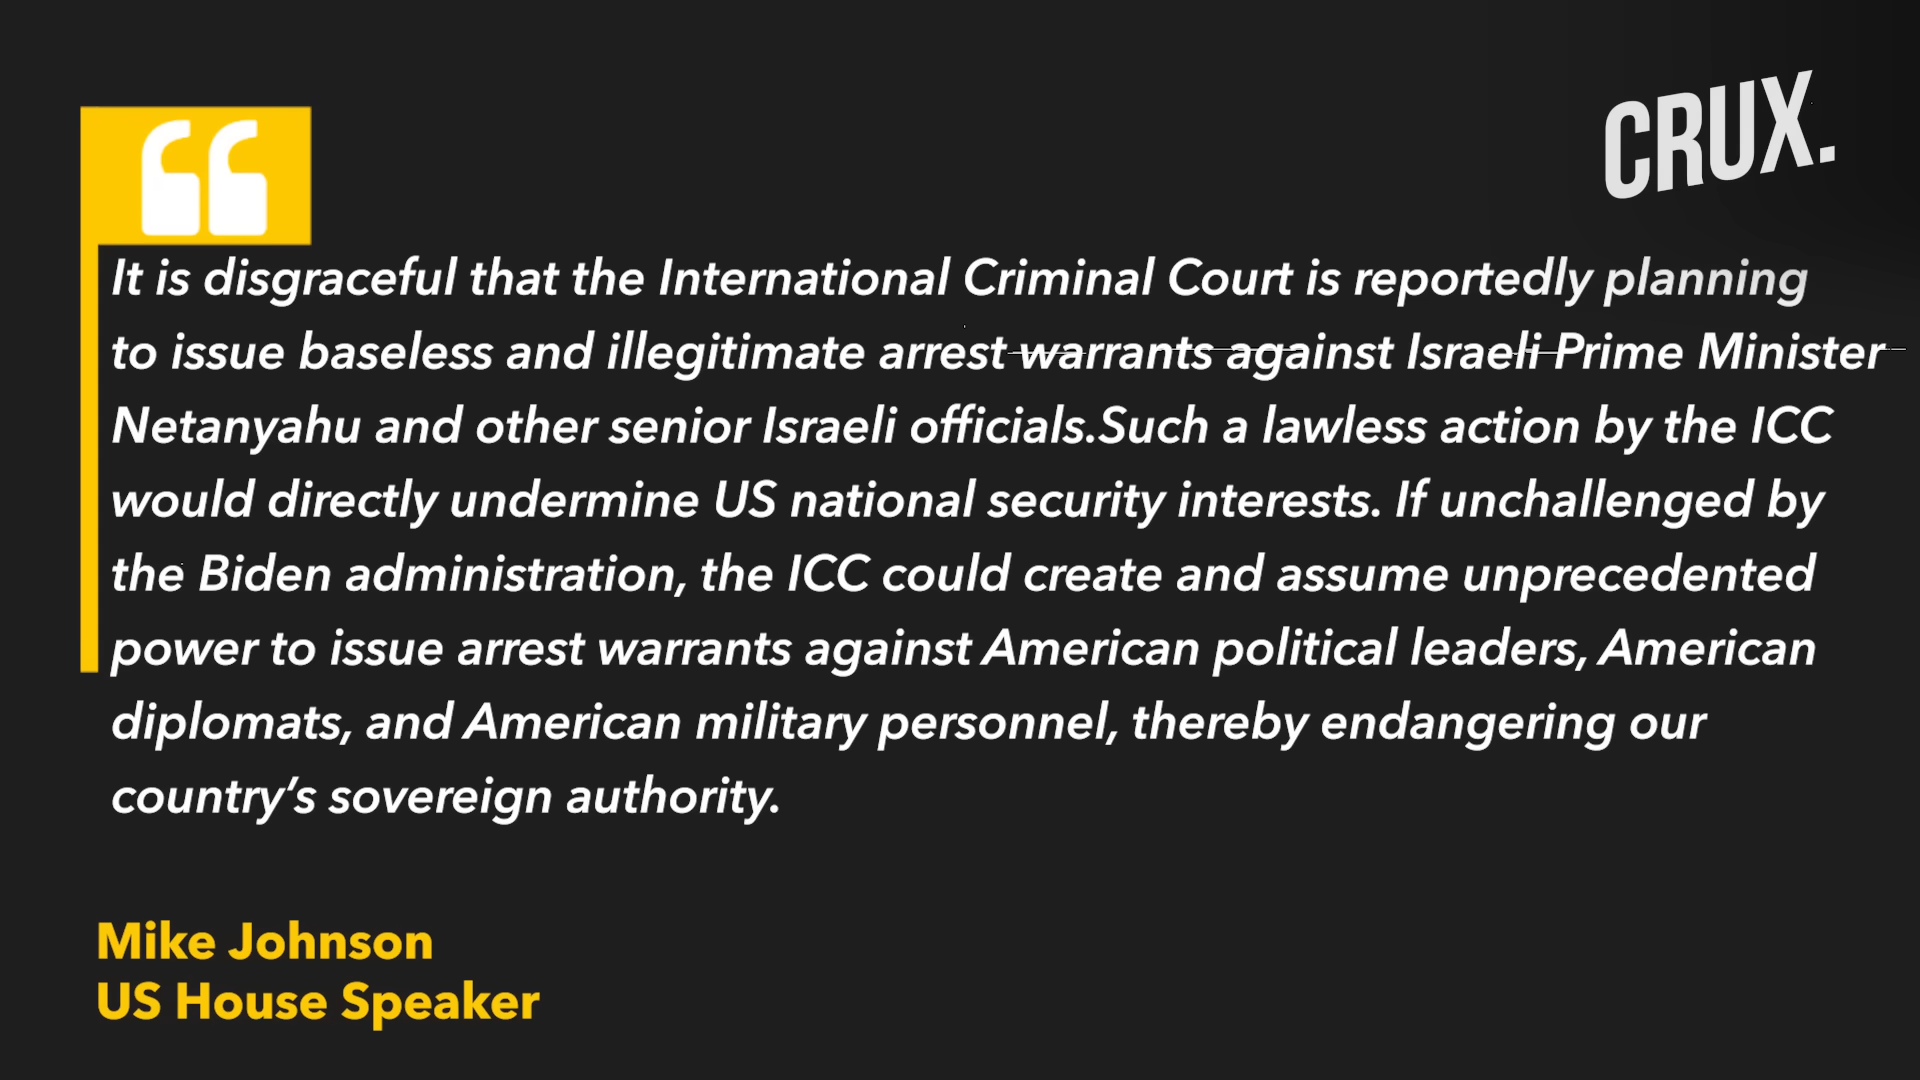 CRUX.
It is disgraceful that the International Criminal Court is reportedly planning
to issue baseless and illegitimate arrest warrants against Israeli Prime Minister
Netanyahu and other senior Israeli officials.Such a lawless action by the ICC
would directly undermine US national security interests. If unchallenged by
the Biden administration, the ICC could create and assume unprecedented
power to issue arrest warrants against American political leaders, American
diplomats, and American military personnel, thereby endangering our
country’s sovereign authority.
Mike Johnson
US House Speaker